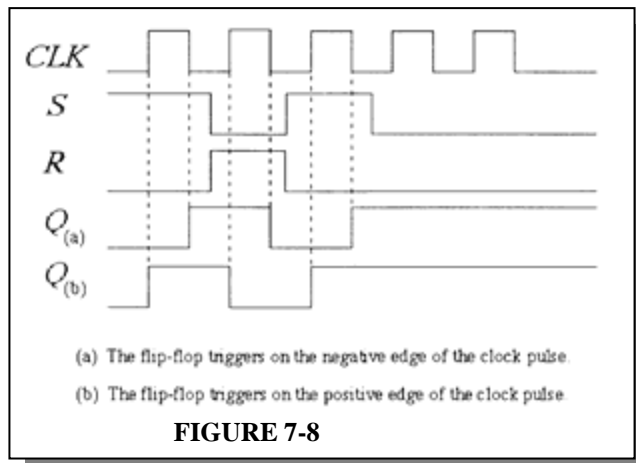 CLK
S
R
Q(a)
Q(b)
(a) The flip-flop triggers on the negative edge of the clock pulse.
(b) The flip-flop triggers on the positive edge of the clock pulse.
FIGURE 7-8